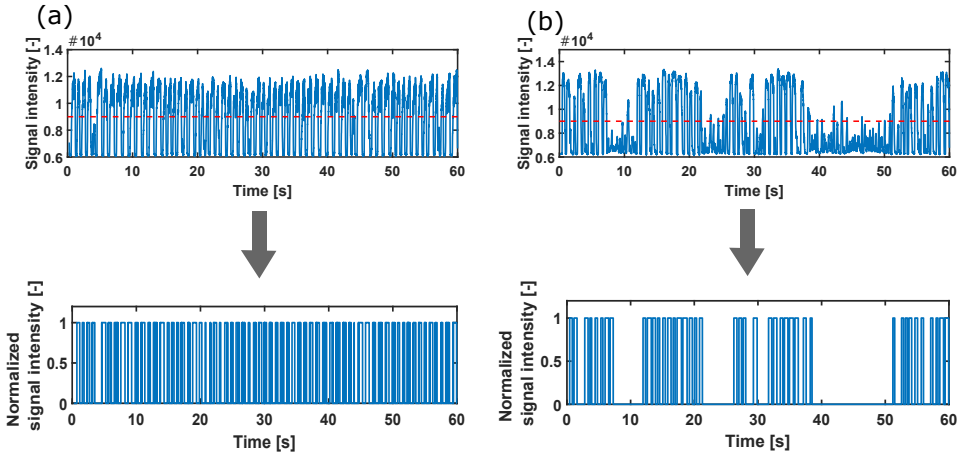 (a)
(b)
#10⁴
Signal intensity [-]
1.4
1.2
1
0.8
0.6
0 10 20 30 40 50 60
Time [s]
#10⁴
Signal intensity [-]
1.4
1.2
1
0.8
0.6
0 10 20 30 40 50 60
Time [s]
Normalized
signal intensity [-]
1
0.5
0
0 10 20 30 40 50 60
Time [s]
Normalized
signal intensity [-]
1
0.5
0
0 10 20 30 40 50 60
Time [s]